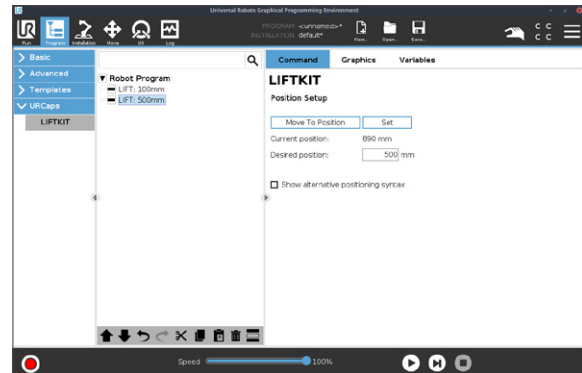 Universal Robots Graphical Programming Environment
UR
Run
Program
Installation
Move
I/O
Log
PROGRAM <unnamed>*
INSTALLATION default*
New...
Open...
Save...
C C
C C
Basic
Advanced
Templates
URCaps
LIFTKIT
Robot Program
LIFT: 100mm
LIFT: 500mm
Command Graphics Variables
LIFTKIT
Position Setup
Move To Position Set
Current position: 890 mm
Desired position: 500 mm
Show alternative positioning syntax
Speed 100%